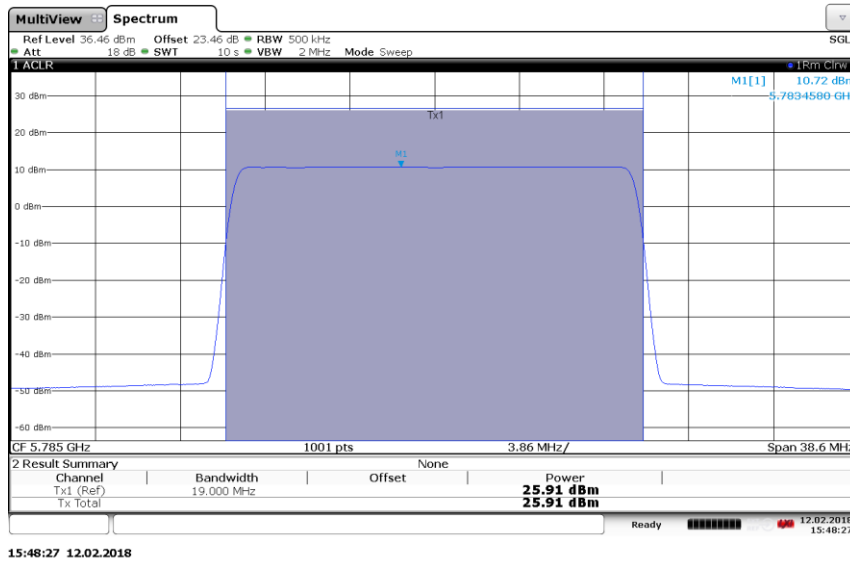 MultiView Spectrum
Ref Level 36.46 dBm Offset 23.46 dB RBW 500 kHz SGL
Att 18 dB SWT 10 s VBW 2 MHz Mode Sweep
1 ACLR 1Rm Clrw
M1[1] 10.72 dBm
5.7834580 GH
30 dBm
Tx1
20 dBm
M1
10 dBm
0 dBm
-10 dBm
-20 dBm
-30 dBm
-40 dBm
-50 dBm
-60 dBm
CF 5.785 GHz 1001 pts 3.86 MHz/ Span 38.6 MHz
2 Result Summary None
Channel Bandwidth Offset Power
Tx1 (Ref) 19.000 MHz 25.91 dBm
Tx Total 25.91 dBm
Ready 12.02.2018
15:48:27
15:48:27 12.02.2018